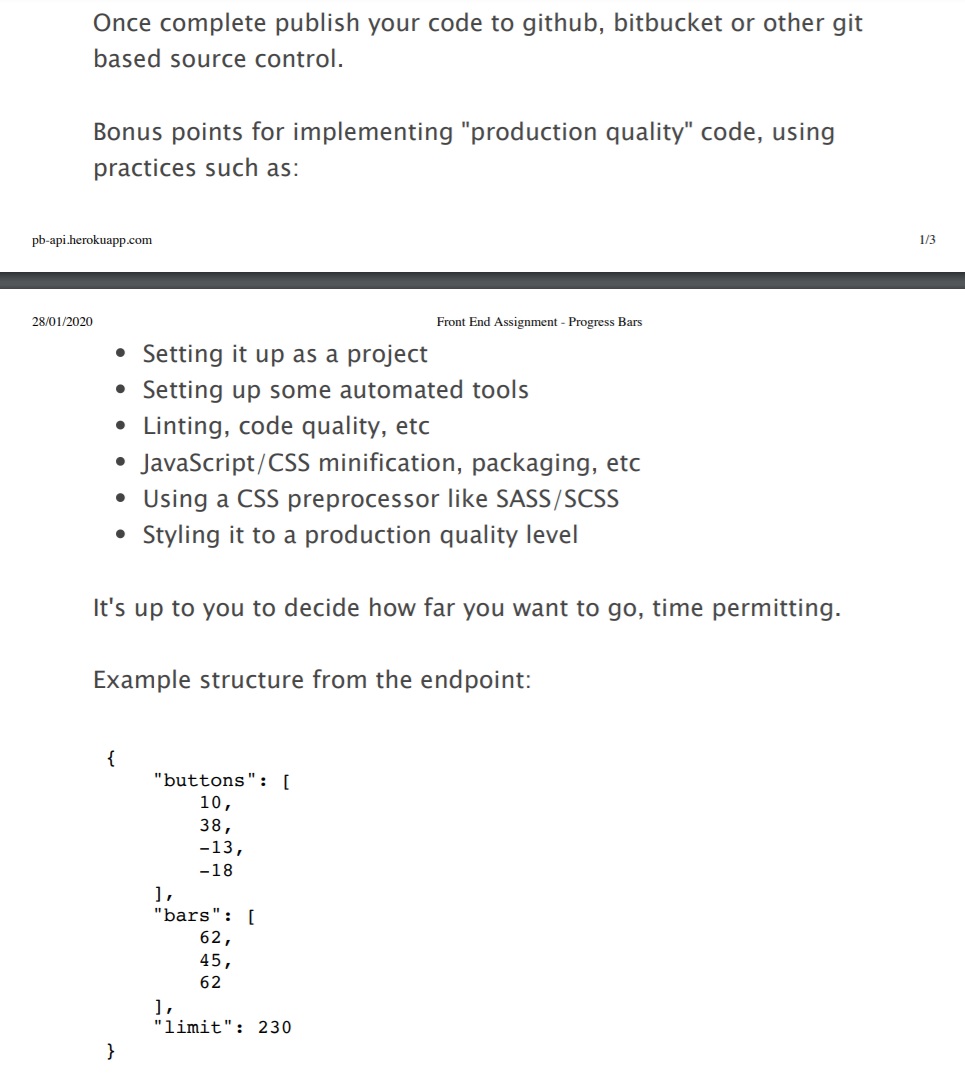 Once complete publish your code to github, bitbucket or other git
based source control.
Bonus points for implementing "production quality" code, using
practices such as:
pb-api.herokuapp.com 1/3
28/01/2020 Front End Assignment - Progress Bars
• Setting it up as a project
• Setting up some automated tools
• Linting, code quality, etc
• JavaScript/CSS minification, packaging, etc
• Using a CSS preprocessor like SASS/SCSS
• Styling it to a production quality level
It's up to you to decide how far you want to go, time permitting.
Example structure from the endpoint:
{
"buttons": [
10,
38,
-13,
-18
],
"bars": [
62,
45,
62
],
"limit": 230
}